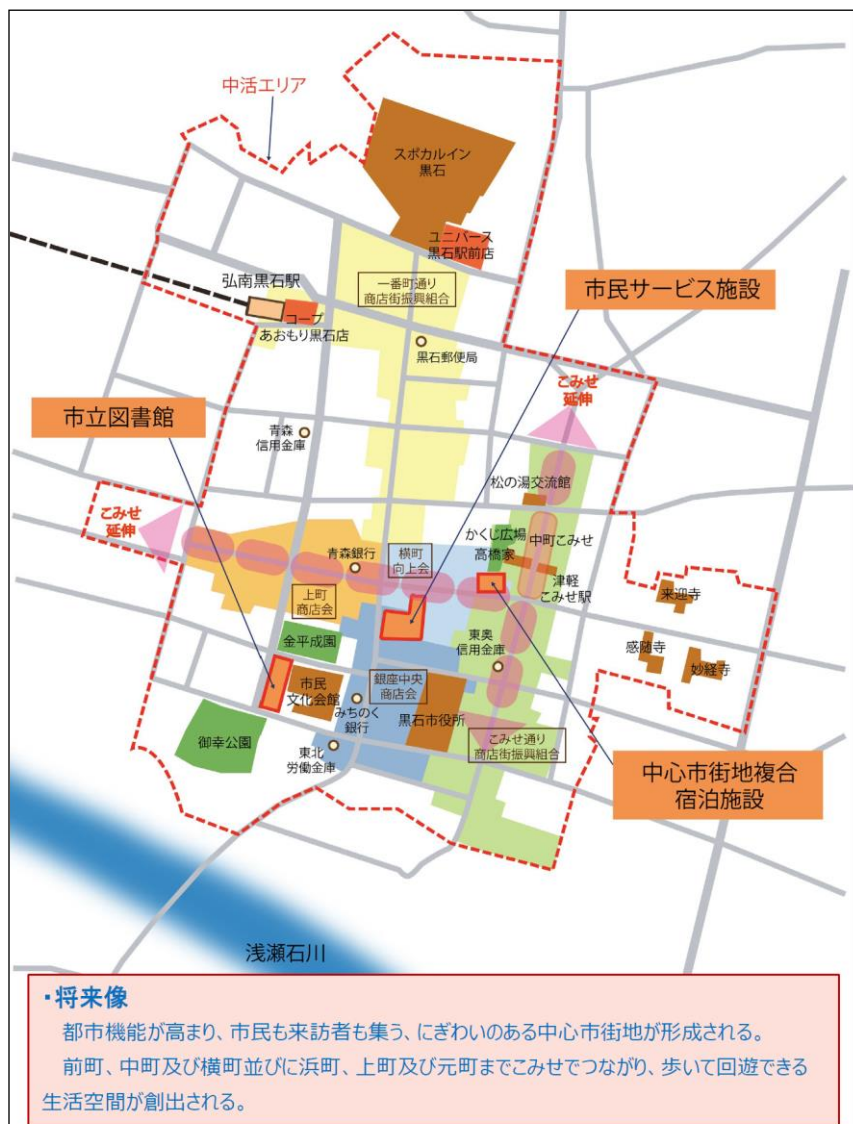 中活エリア
スポカルイン
黒石
ユニバース
黒石駅前店
弘南黒石駅
一番町通り
商店街振興組合
市民サービス施設
コープ
あおもり黒石店
黒石郵便局
こみせ
延伸
市立図書館
青森
信用金庫
松の湯交流館
こみせ
延伸
かくじ広場
高橋家
中町こみせ
青森銀行
横町
向上会
津軽
こみせ駅
来迎寺
上町
商店会
金平成園
東奥
信用金庫
感随寺
妙経寺
市民
文化会館
銀座中央
商店会
みちのく
銀行
黒石市役所
御幸公園
東北
労働金庫
こみせ通り
商店街振興組合
中心市街地複合
宿泊施設
浅瀬石川
・将来像
都市機能が高まり、市民も来訪者も集う、にぎわいのある中心市街地が形成される。
前町、中町及び横町並びに浜町、上町及び元町までこみせでつながり、歩いて回遊できる
生活空間が創出される。